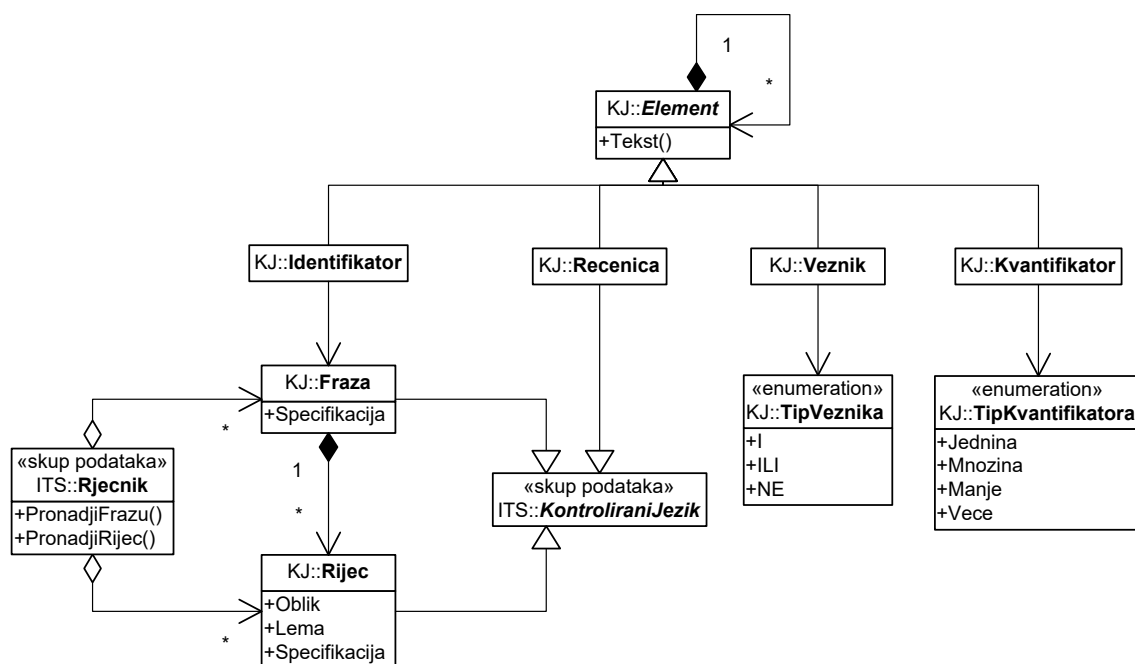 1
*
KJ::Element
+Tekst()
KJ::Identifikator
KJ::Recenica
KJ::Veznik
KJ::Kvantifikator
KJ::Fraza
+Specifikacija
*
1
*
«skup podataka»
ITS::Rjecnik
+PronadjiFrazu()
+PronadjiRijec()
«skup podataka»
ITS::KontroliraniJezik
«enumeration»
KJ::TipVeznika
+I
+ILI
+NE
«enumeration»
KJ::TipKvantifikatora
+Jednina
+Mnozina
+Manje
+Vece
KJ::Rijec
+Oblik
+Lema
+Specifikacija
*